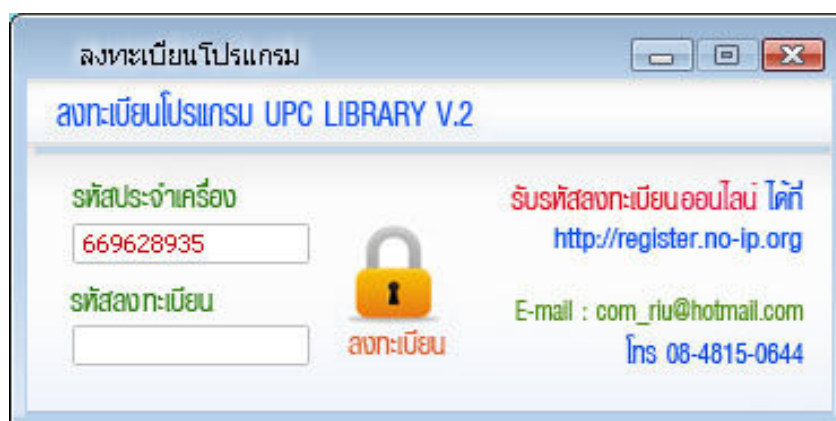 ลงทะเบียนโปรแกรม
ลงทะเบียนโปรแกรม UPC LIBRARY V.2
รหัสประจำเครื่อง
669628935
รหัสลงทะเบียน
ลงทะเบียน
รับรหัสลงทะเบียนออนไลน์ ได้ที่
http://register.no-ip.org
E-mail : com_riu@hotmail.com
โทร 08-4815-0644